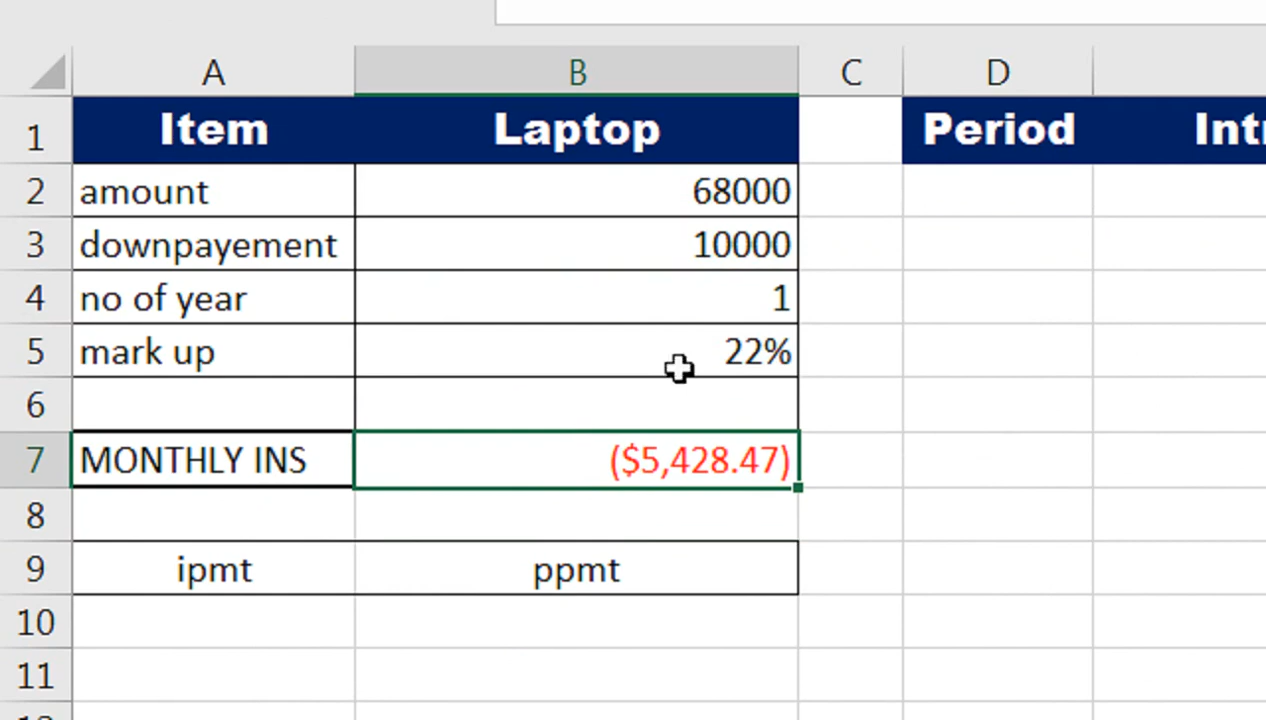 A B C D
1 Item Laptop Period Int
2 amount 68000
3 downpayement 10000
4 no of year 1
5 mark up 22%
6
7 MONTHLY INS ($5,428.47)
8
9 ipmt ppmt
10
11